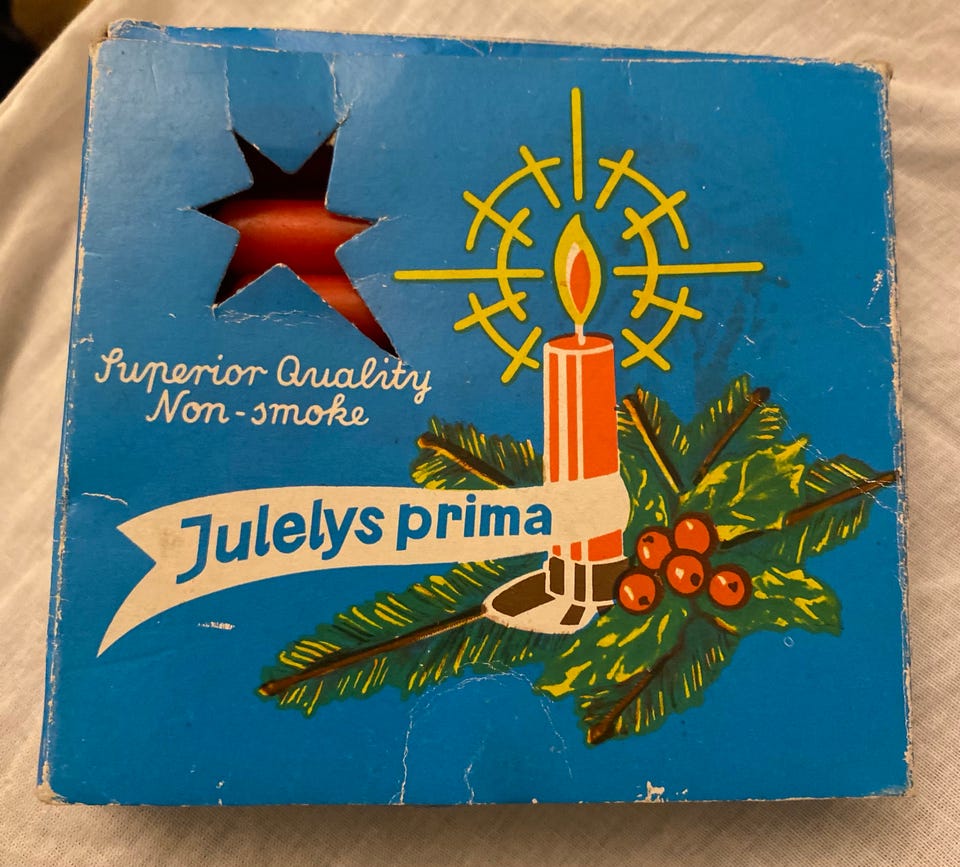 Superior Quality
Non-smoke
Julelys prima